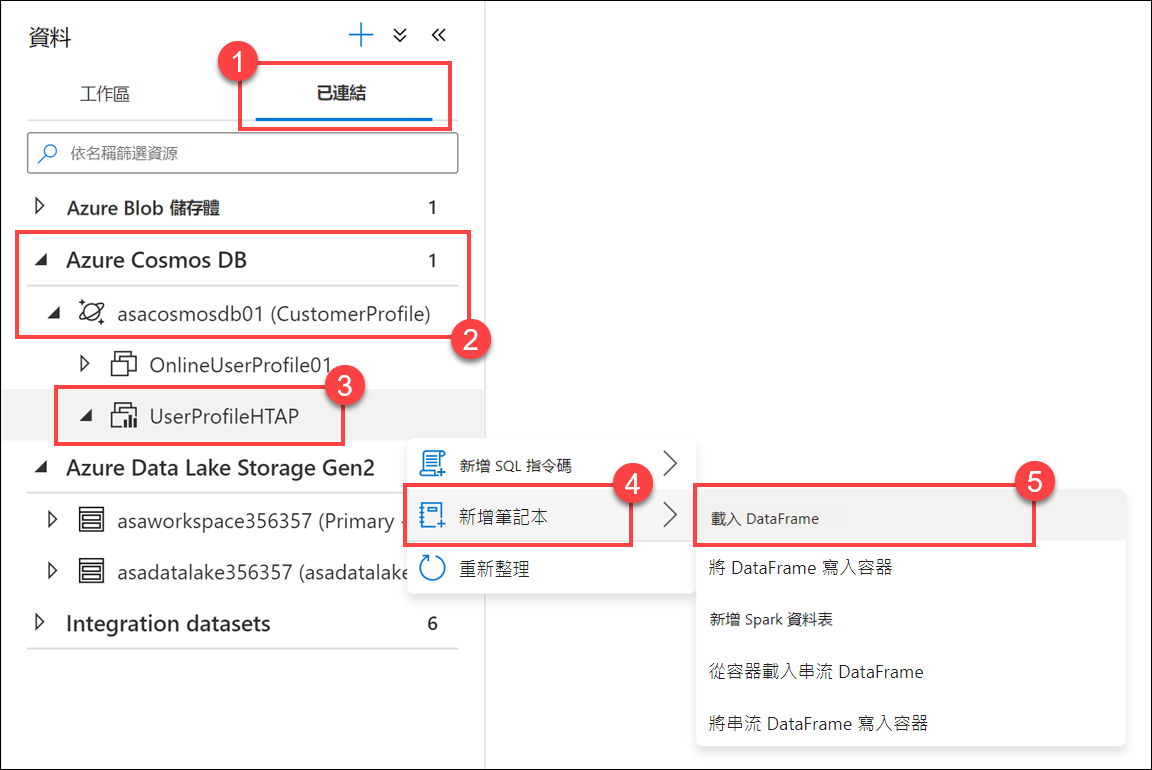 資料
1
工作區
已連結
依名稱篩選資源
Azure Blob 儲存體 1
Azure Cosmos DB 1
asacosmosdb01 (CustomerProfile)
2
OnlineUserProfile01
3
UserProfileHTAP
Azure Data Lake Storage Gen2
asaworkspace356357 (Primary -
asadatalake356357 (asadatalake
Integration datasets 6
新增 SQL 指令碼
4
新增筆記本
重新整理
5
載入 DataFrame
將 DataFrame 寫入容器
新增 Spark 資料表
從容器載入串流 DataFrame
將串流 DataFrame 寫入容器